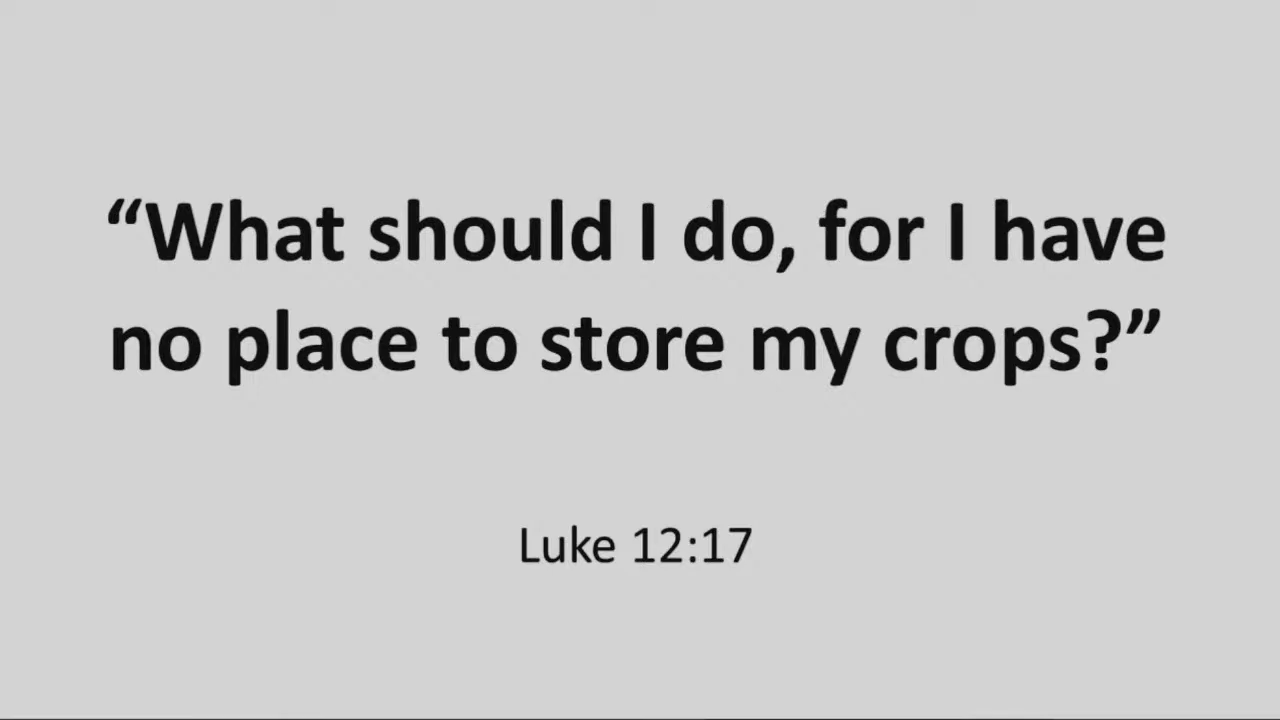 “What should I do, for I have
no place to store my crops?”
Luke 12:17